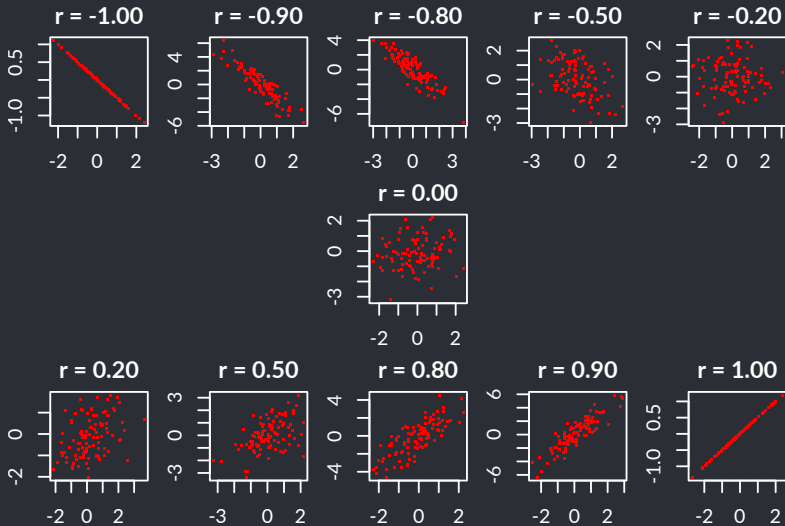 r = -1.00 r = -0.90 r = -0.80 r = -0.50 r = -0.20
0.5 4 4 2 2
0 0 0 0
-1.0 -6 -6 -3 -3
-2 0 2 -3 0 2 -3 0 3 -3 0 2 -2 0 2
r = 0.00
2
0
-3
-2 0 2
r = 0.20 r = 0.50 r = 0.80 r = 0.90 r = 1.00
3 4 6 0.5
0 0 0 0
-2 -3 -4 -6 -1.0
-2 0 2 -3 0 2 -2 0 2 -2 0 2 -2 0 2